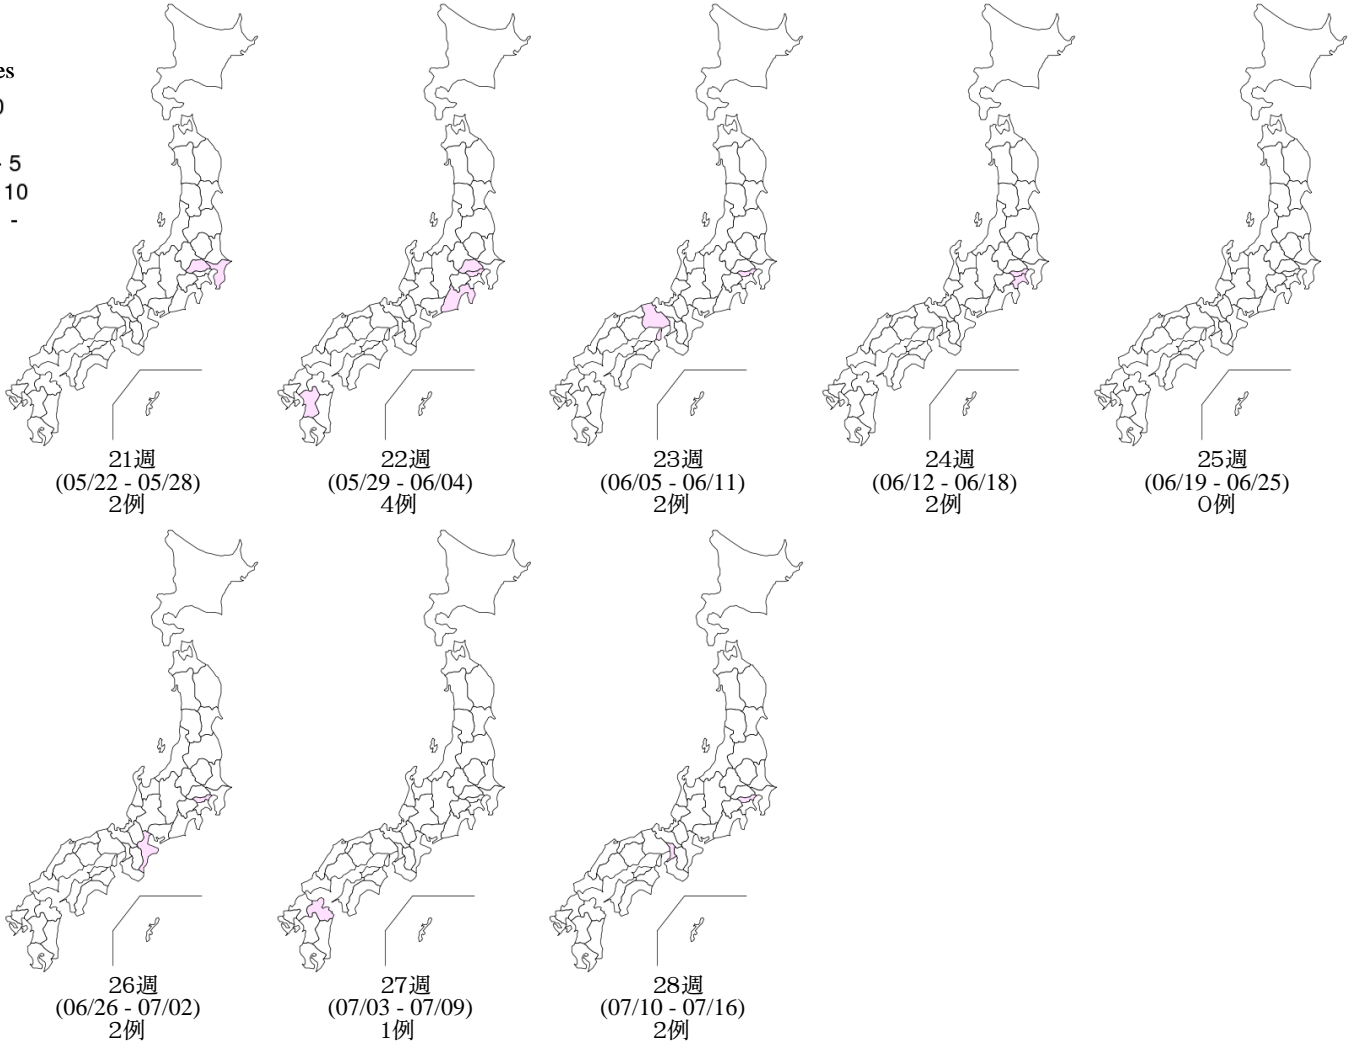 es
0
- 5
10
-
21週
(05/22 - 05/28)
2例
22週
(05/29 - 06/04)
4例
23週
(06/05 - 06/11)
2例
24週
(06/12 - 06/18)
2例
25週
(06/19 - 06/25)
0例
26週
(06/26 - 07/02)
2例
27週
(07/03 - 07/09)
1例
28週
(07/10 - 07/16)
2例